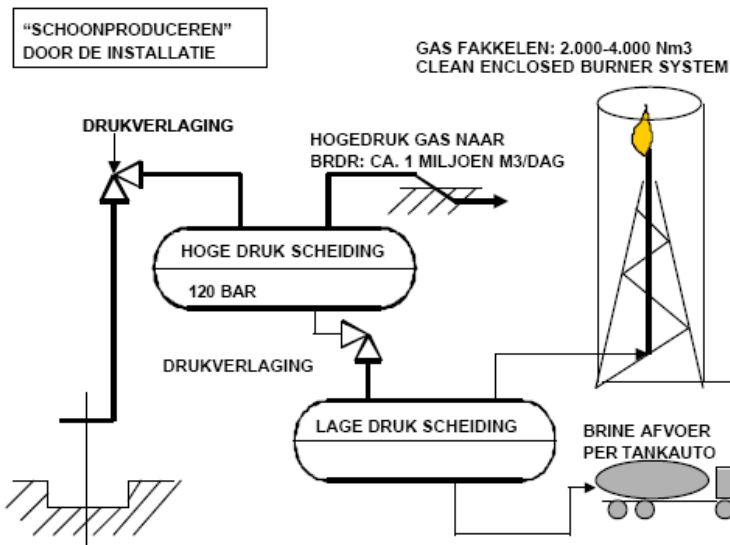 “SCHOONPRODUCEREN”
DOOR DE INSTALLATIE
GAS FAKKELEN: 2.000-4.000 Nm3
CLEAN ENCLOSED BURNER SYSTEM
DRUKVERLAGING
HOGEDRUK GAS NAAR
BRDR: CA. 1 MILJOEN M3/DAG
HOGE DRUK SCHEIDING
120 BAR
DRUKVERLAGING
LAGE DRUK SCHEIDING
BRINE AFVOER
PER TANKAUTO